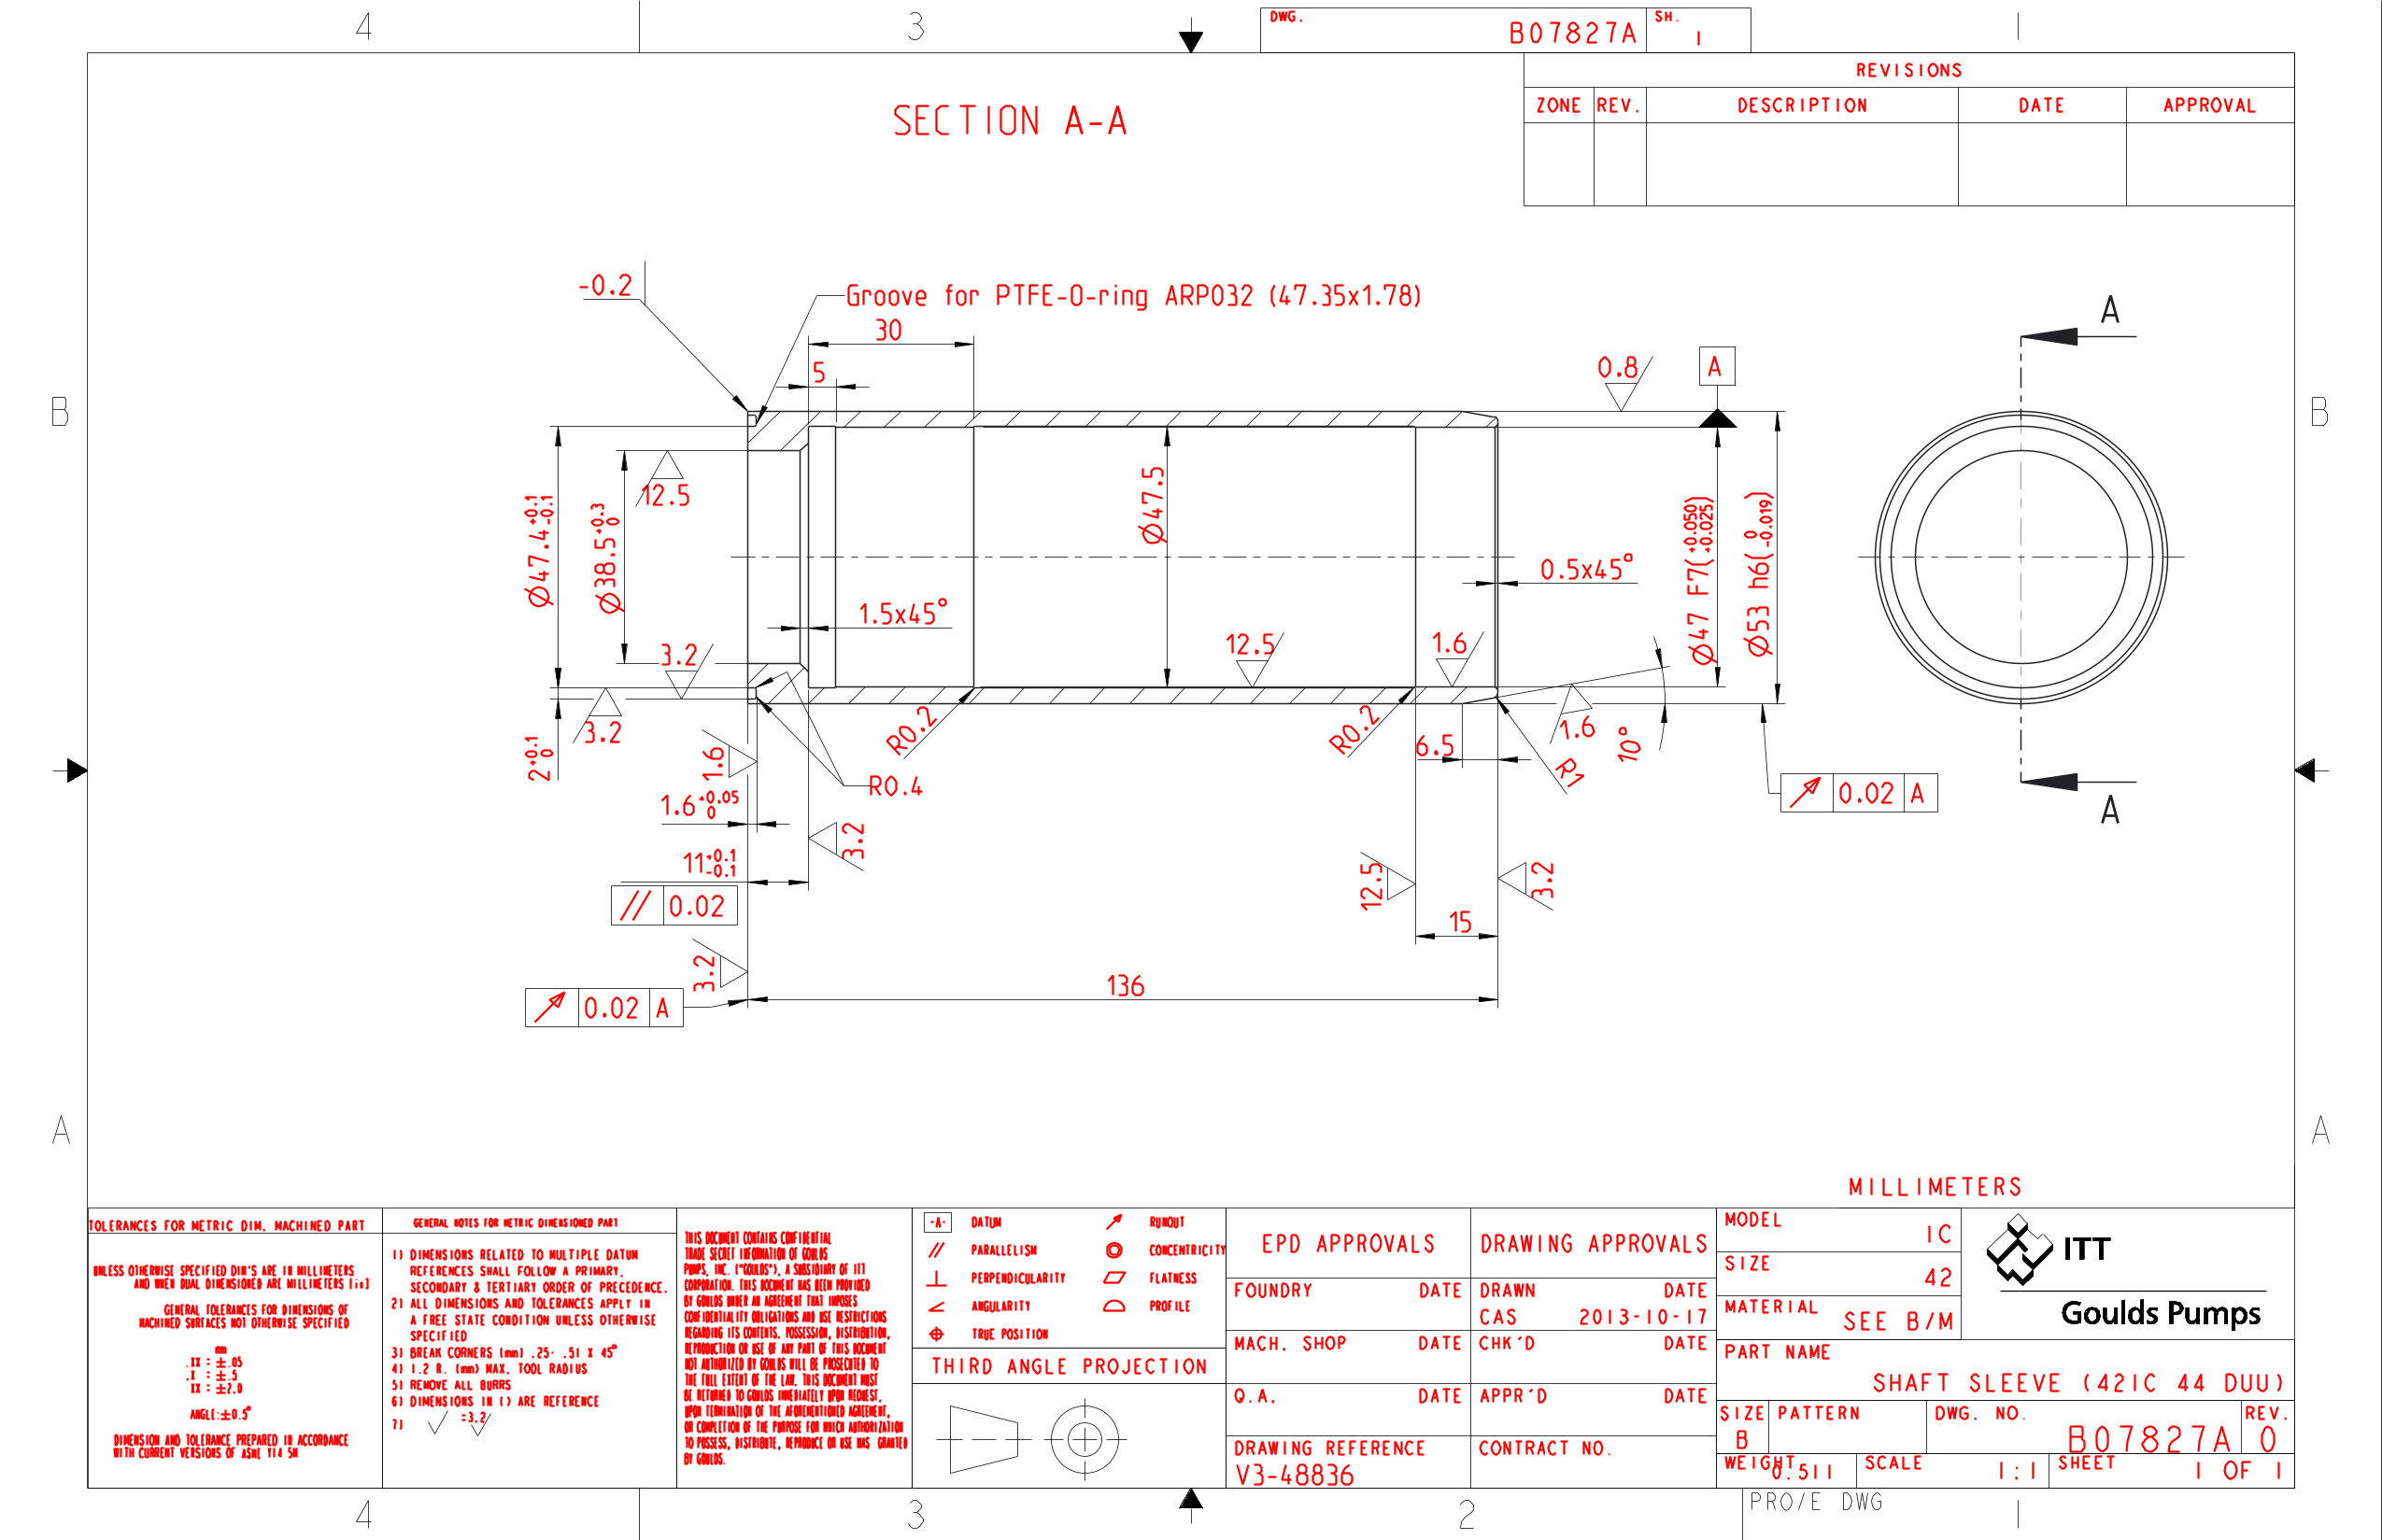 4
3
DWG.
B07827A
SH.
1
REVISIONS
ZONE REV. DESCRIPTION DATE APPROVAL
SECTION A-A
-0.2
Groove for PTFE-O-ring ARP032 (47.35x1.78)
30
5
0.8
A
A
B
B
12.5
Ø47.4 +0.1 -0.1
Ø38.5 +0.3 0
Ø47.5
Ø47 F7(+0.050 +0.025)
Ø53 h6(0 -0.019)
0.5x45°
1.5x45°
3.2
12.5
1.6
3.2
2 +0.1 0
1.6
R0.2
R0.4
R0.2
6.5
R1
1.6
10°
0.02 A
A
1.6 +0.05 0
3.2
11 +0.1 -0.1
// 0.02
12.5
3.2
15
3.2
136
0.02 A
A
A
MILLIMETERS
TOLERANCES FOR METRIC DIM. MACHINED PART
UNLESS OTHERWISE SPECIFIED DIM'S ARE IN MILLIMETERS
AND WHEN DUAL DIMENSIONED ARE MILLIMETERS [in]
GENERAL TOLERANCES FOR DIMENSIONS OF
MACHINED SURFACES NOT OTHERWISE SPECIFIED
mm
.XX : ±.05
.X : ±.5
XX : ±2.0
ANGLE:±0.5°
DIMENSION AND TOLERANCE PREPARED IN ACCORDANCE
WITH CURRENT VERSIONS OF ASME Y14 5M
GENERAL NOTES FOR METRIC DIMENSIONED PART
1) DIMENSIONS RELATED TO MULTIPLE DATUM
REFERENCES SHALL FOLLOW A PRIMARY,
SECONDARY & TERTIARY ORDER OF PRECEDENCE.
2) ALL DIMENSIONS AND TOLERANCES APPLY IN
A FREE STATE CONDITION UNLESS OTHERWISE
SPECIFIED
3) BREAK CORNERS (mm) .25- .51 X 45°
4) 1.2 R. (mm) MAX. TOOL RADIUS
5) REMOVE ALL BURRS
6) DIMENSIONS IN () ARE REFERENCE
7) =3.2
THIS DOCUMENT CONTAINS CONFIDENTIAL
TRADE SECRET INFORMATION OF GOULDS
PUMPS, INC. ("GOULDS"), A SUBSIDIARY OF ITT
CORPORATION. THIS DOCUMENT HAS BEEN PROVIDED
BY GOULDS UNDER AN AGREEMENT THAT IMPOSES
CONFIDENTIALITY OBLIGATIONS AND USE RESTRICTIONS
REGARDING ITS CONTENTS. POSSESSION, DISTRIBUTION,
REPRODUCTION OR USE OF ANY PART OF THIS DOCUMENT
NOT AUTHORIZED BY GOULDS WILL BE PROSECUTED TO
THE FULL EXTENT OF THE LAW. THIS DOCUMENT MUST
BE RETURNED TO GOULDS IMMEDIATELY UPON REQUEST,
UPON TERMINATION OF THE AFOREMENTIONED AGREEMENT,
OR COMPLETION OF THE PURPOSE FOR WHICH AUTHORIZATION
TO POSSESS, DISTRIBUTE, REPRODUCE OR USE WAS GRANTED
BY GOULDS.
-A- DATUM
RUNOUT
PARALLELISM
CONCENTRICITY
PERPENDICULARITY
FLATNESS
ANGULARITY
PROFILE
TRUE POSITION
THIRD ANGLE PROJECTION
EPD APPROVALS
DRAWING APPROVALS
FOUNDRY DATE
DRAWN DATE
CAS 2013-10-17
MACH. SHOP DATE
CHK'D DATE
Q.A. DATE
APPR'D DATE
DRAWING REFERENCE
V3-48836
CONTRACT NO.
MODEL
IC
SIZE
42
MATERIAL
SEE B/M
ITT
Goulds Pumps
PART NAME
SHAFT SLEEVE (42IC 44 DUU)
SIZE
B
PATTERN
DWG. NO.
B07827A
REV.
0
WEIGHT
0.511
SCALE
1:1
SHEET
1 OF 1
4
3
2
PRO/E DWG